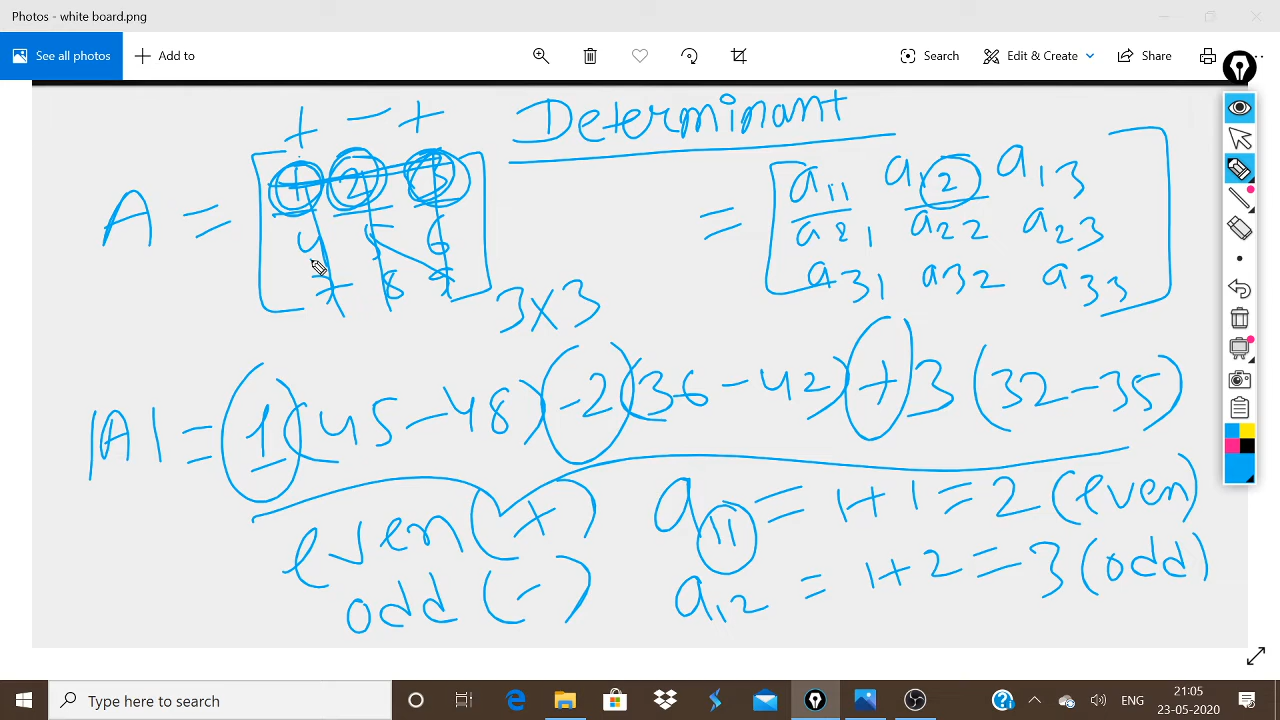 Photos - white board.png
See all photos
Add to
Search
Edit & Create
Share
+ - +
Determinant
A = [ 1 2 3
4 5 6
7 8 9 ] 3×3
= [ a11 a12 a13
a21 a22 a23
a31 a32 a33 ]
|A| = 1(45-48) -2(36-42) + 3(32-35)
even (+)
odd (-)
a11 = 1+1 = 2 (even)
a12 = 1+2 = 3 (odd)
Type here to search
ENG
21:05
23-05-2020